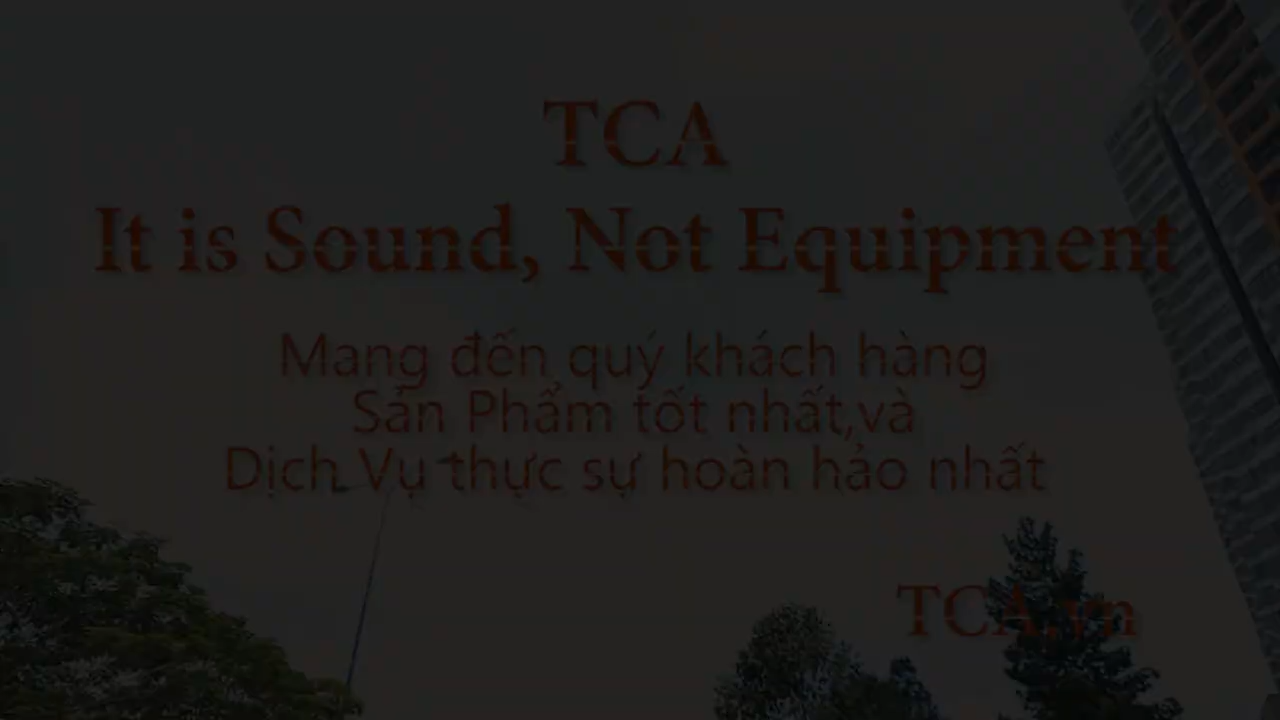 TCA
It is Sound, Not Equipment
Mang đến quý khách hàng
Sản Phẩm tốt nhất,và
Dịch Vụ thực sự hoàn hảo nhất
TCA.vn